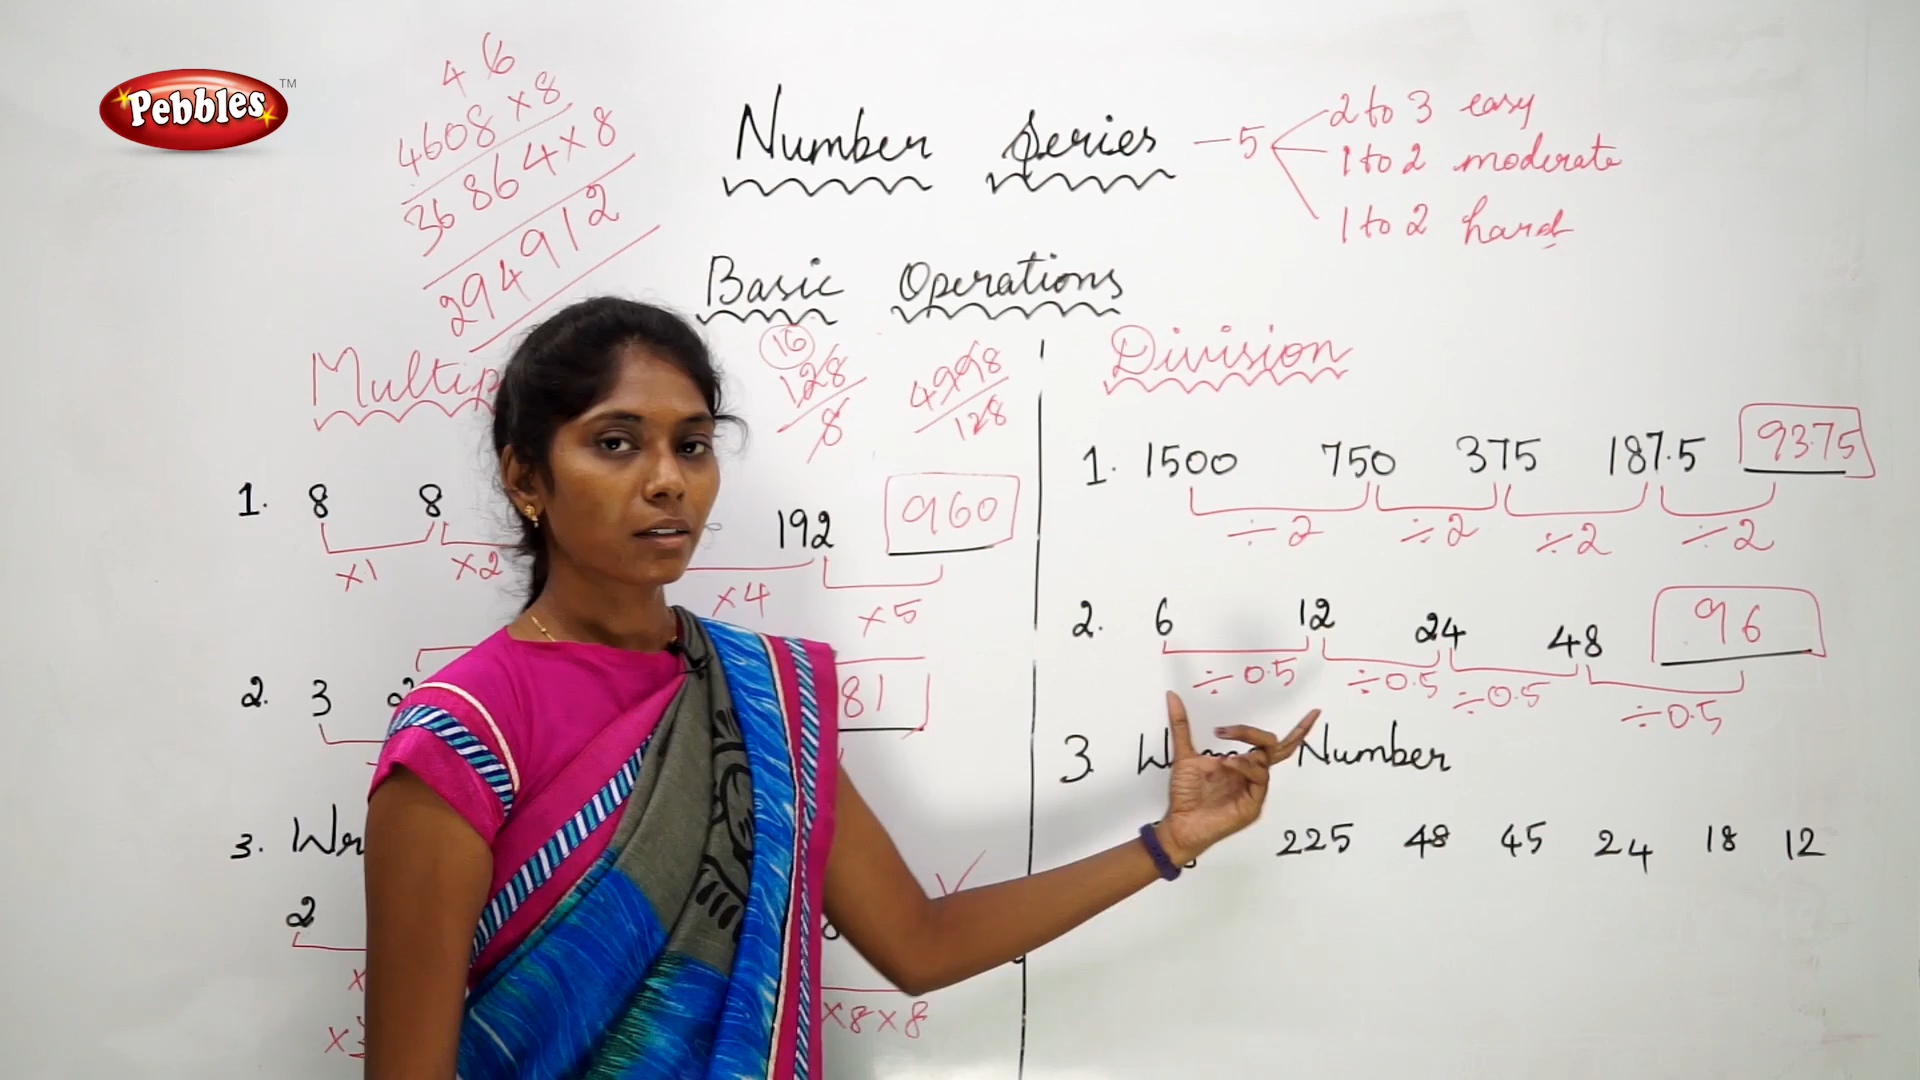 Pebbles TM
4 6
4608 × 8
36864 × 8
294912
Number Series — 5
2 to 3 easy
1 to 2 moderate
1 to 2 hard
Basic Operations
16
128
8
4998
128
1. 8 8 192 960
×1 ×2 ×4 ×5
2. 3 81
3.
2
×8×8
Division
1. 1500 750 375 187.5 93.75
÷2 ÷2 ÷2 ÷2
2. 6 12 24 48 96
÷0.5 ÷0.5 ÷0.5 ÷0.5
3. Number
225 48 45 24 18 12